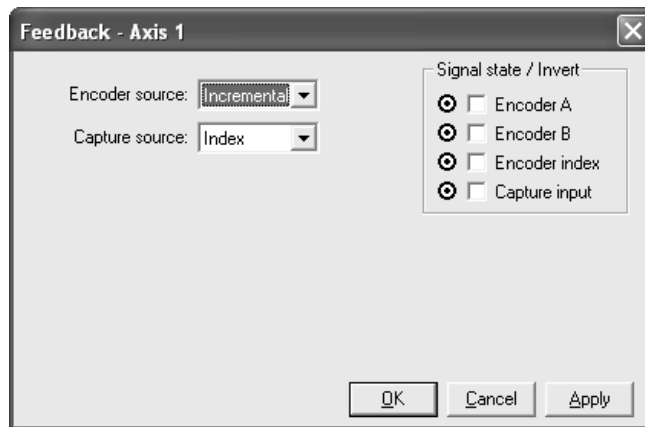 Feedback - Axis 1
Encoder source: Incremental
Capture source: Index
Signal state / Invert
Encoder A
Encoder B
Encoder index
Capture input
OK
Cancel
Apply